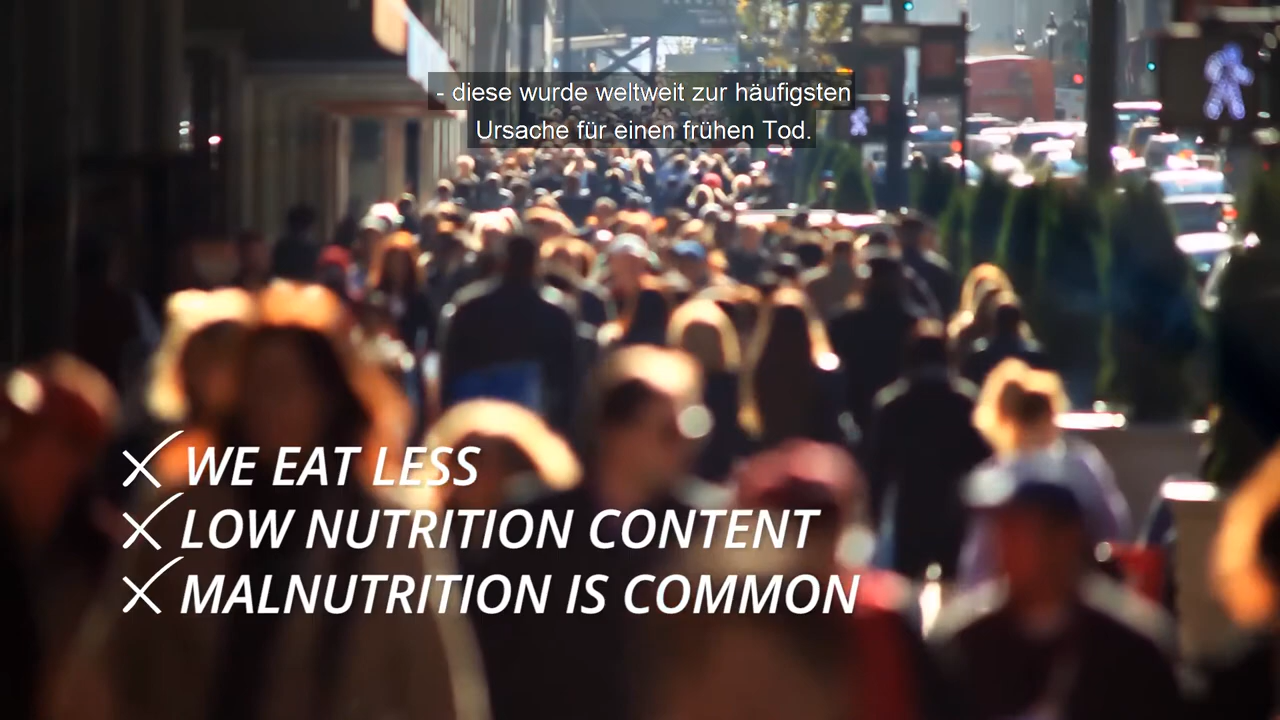 - diese wurde weltweit zur häufigsten
Ursache für einen frühen Tod.
WE EAT LESS
LOW NUTRITION CONTENT
MALNUTRITION IS COMMON